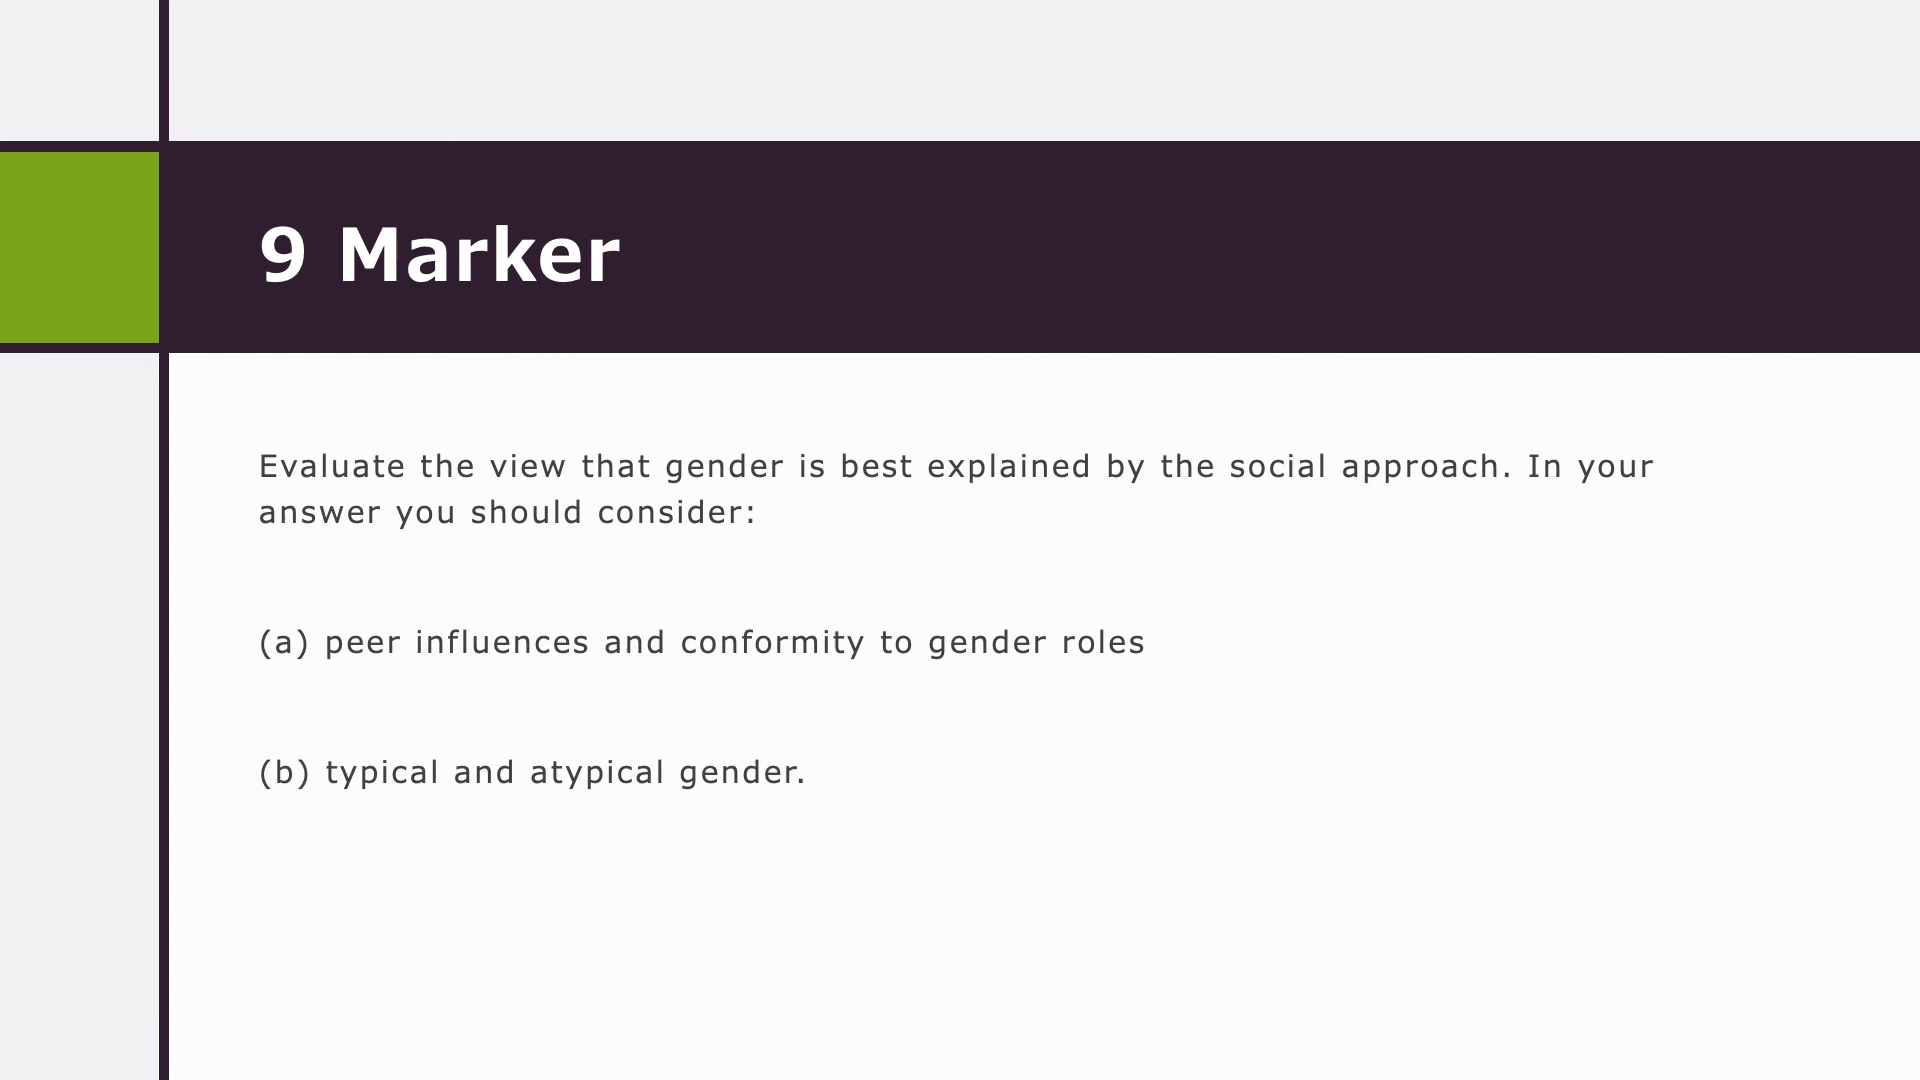 9 Marker
Evaluate the view that gender is best explained by the social approach. In your
answer you should consider:
(a) peer influences and conformity to gender roles
(b) typical and atypical gender.